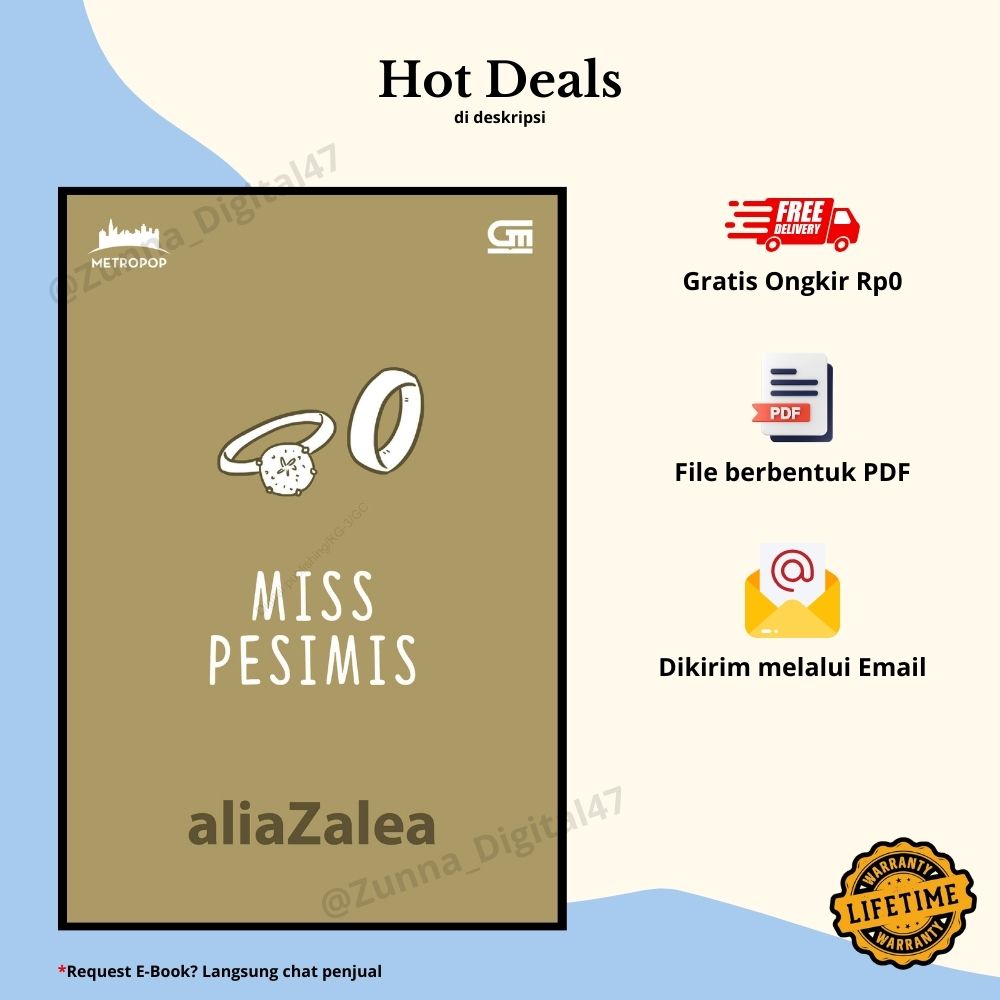 Hot Deals
di deskripsi
@Zunna_Digital47
METROPOP
GM
MISS
PESIMIS
aliaZalea
@Zunna_Digital47
FREE
DELIVERY
Gratis Ongkir Rp0
PDF
File berbentuk PDF
@
Dikirim melalui Email
WARRANTY
LIFETIME
WARRANTY
*Request E-Book? Langsung chat penjual